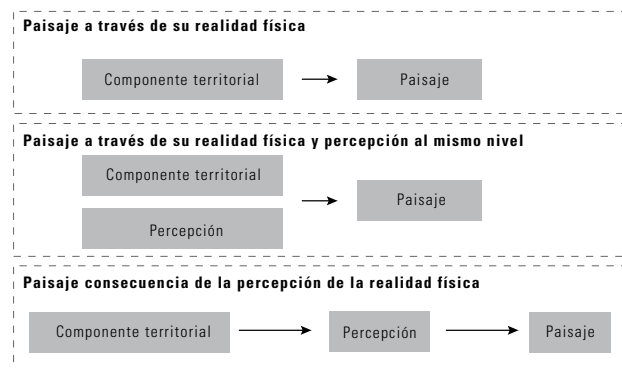 Paisaje a través de su realidad física
Componente territorial
Paisaje
Paisaje a través de su realidad física y percepción al mismo nivel
Componente territorial
Percepción
Paisaje
Paisaje consecuencia de la percepción de la realidad física
Componente territorial
Percepción
Paisaje